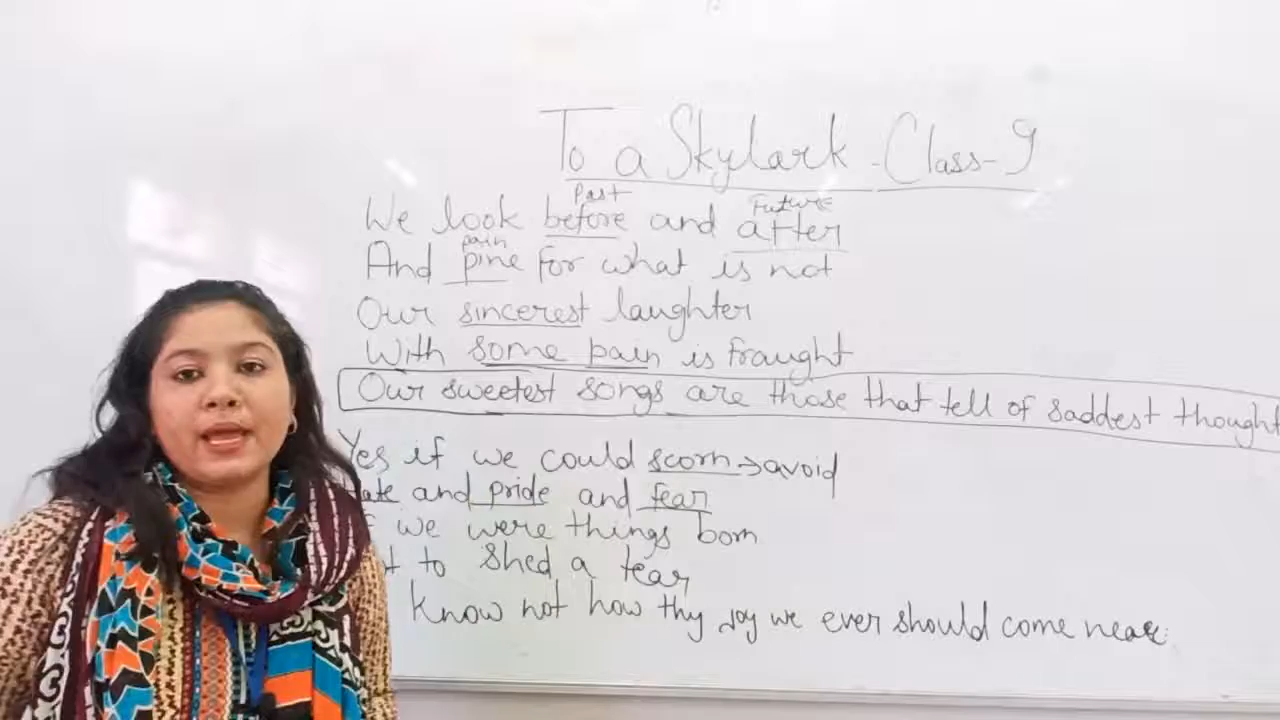 To a Skylark - Class-9
Past Future
We look before and after
pain
And pine for what is not
Our sincerest laughter
With some pain is fraught
Our sweetest songs are those that tell of saddest thought
Yes if we could scorn → avoid
ate and pride and fear
f we were things born
t to shed a tear
Know not how thy joy we ever should come near.